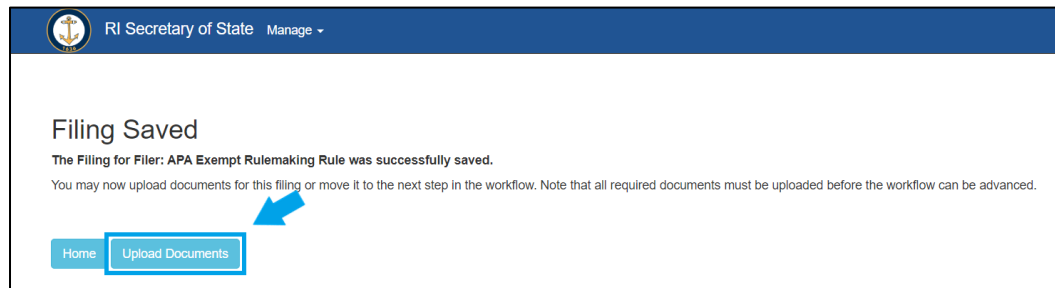 RI Secretary of State Manage
Filing Saved
The Filing for Filer: APA Exempt Rulemaking Rule was successfully saved.
You may now upload documents for this filing or move it to the next step in the workflow. Note that all required documents must be uploaded before the workflow can be advanced.
Home Upload Documents